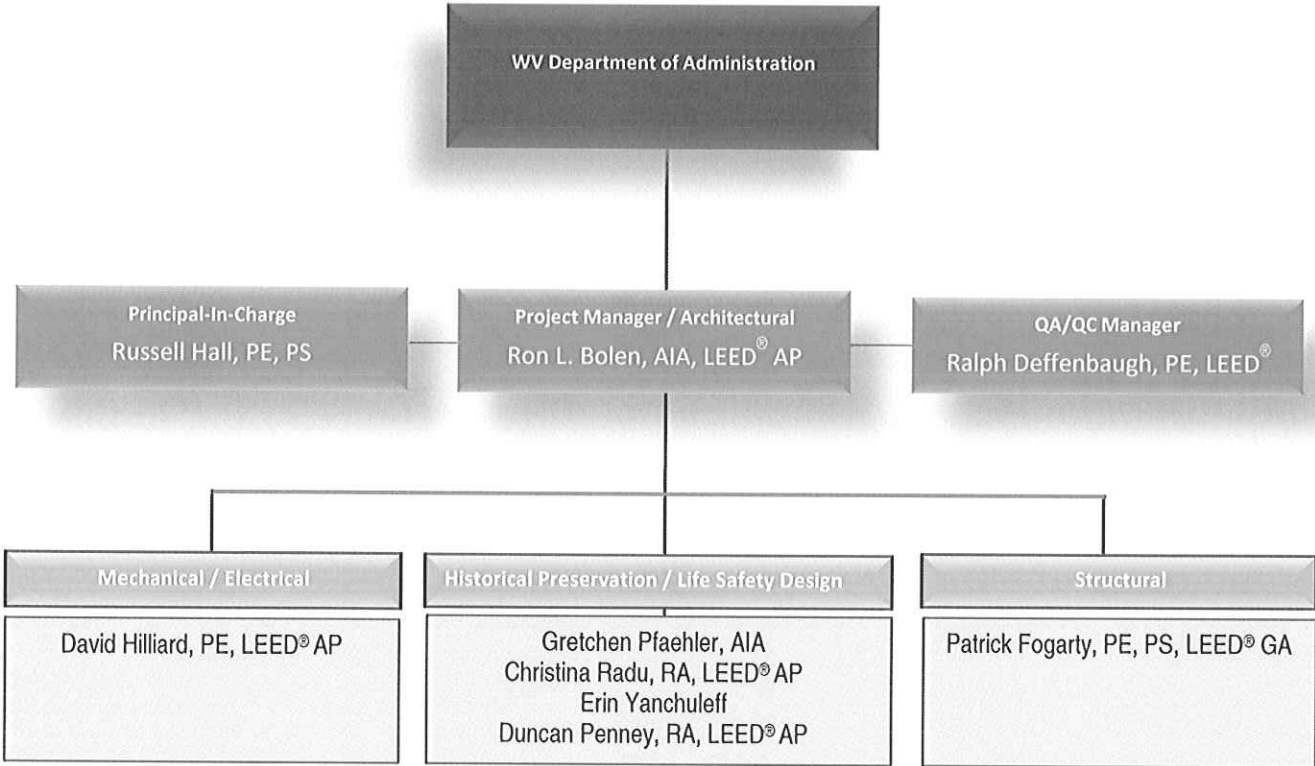 WV Department of Administration
Principal-In-Charge
Russell Hall, PE, PS
Project Manager / Architectural
Ron L. Bolen, AIA, LEED® AP
QA/QC Manager
Ralph Deffenbaugh, PE, LEED®
Mechanical / Electrical
David Hilliard, PE, LEED® AP
Historical Preservation / Life Safety Design
Gretchen Pfaehler, AIA
Christina Radu, RA, LEED® AP
Erin Yanchuleff
Duncan Penney, RA, LEED® AP
Structural
Patrick Fogarty, PE, PS, LEED® GA